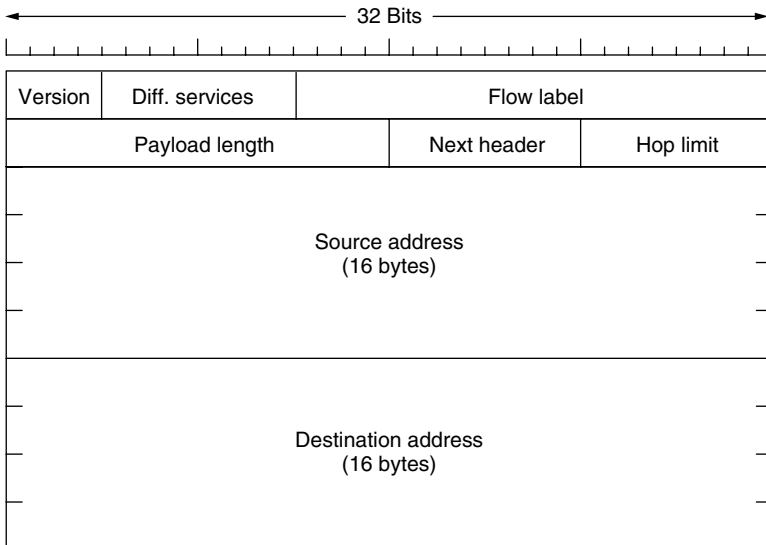 32 Bits
Version Diff. services Flow label
Payload length Next header Hop limit
Source address
(16 bytes)
Destination address
(16 bytes)